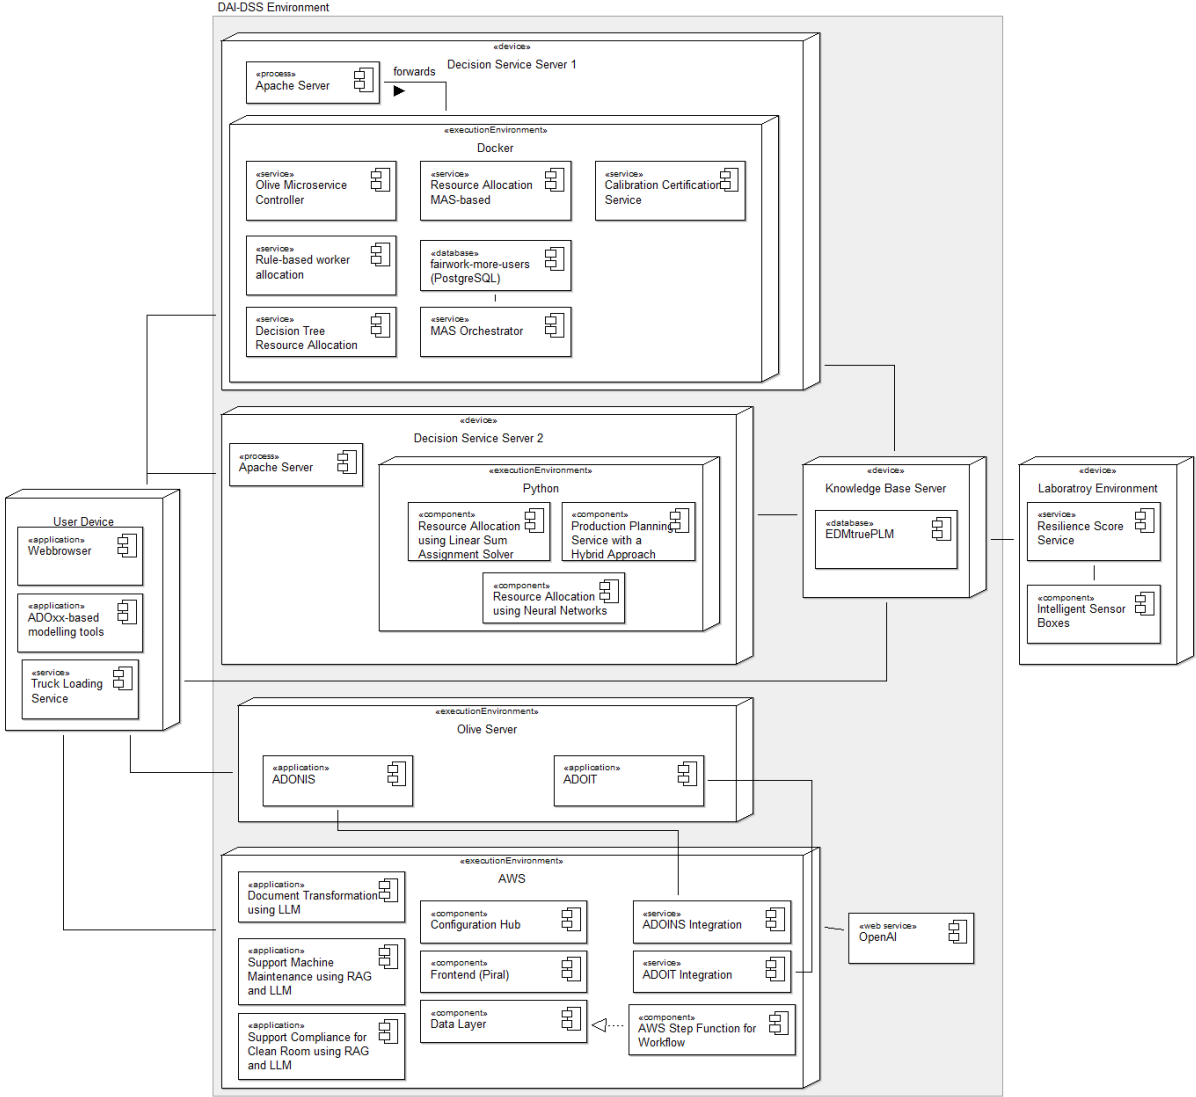 DAI-DSS Environment
«device»
Decision Service Server 1
«process»
Apache Server
forwards
«executionEnvironment»
Docker
«service»
Olive Microservice
Controller
«service»
Resource Allocation
MAS-based
«service»
Calibration Certification
Service
«service»
Rule-based worker
allocation
«database»
fairwork-more-users
(PostgreSQL)
«service»
Decision Tree
Resource Allocation
«service»
MAS Orchestrator
«device»
Decision Service Server 2
«process»
Apache Server
«executionEnvironment»
Python
«component»
Resource Allocation
using Linear Sum
Assignment Solver
«component»
Production Planning
Service with a
Hybrid Approach
«component»
Resource Allocation
using Neural Networks
«device»
Knowledge Base Server
«database»
EDMtruePLM
«device»
Laboratroy Environment
«service»
Resilience Score
Service
«component»
Intelligent Sensor
Boxes
User Device
«application»
Webbrowser
«application»
ADOxx-based
modelling tools
«service»
Truck Loading
Service
«executionEnvironment»
Olive Server
«application»
ADONIS
«application»
ADOIT
«executionEnvironment»
AWS
«application»
Document Transformation
using LLM
«component»
Configuration Hub
«service»
ADOINS Integration
«application»
Support Machine
Maintenance using RAG
and LLM
«component»
Frontend (Piral)
«service»
ADOIT Integration
«application»
Support Compliance for
Clean Room using RAG
and LLM
«component»
Data Layer
«component»
AWS Step Function for
Workflow
«web service»
OpenAI